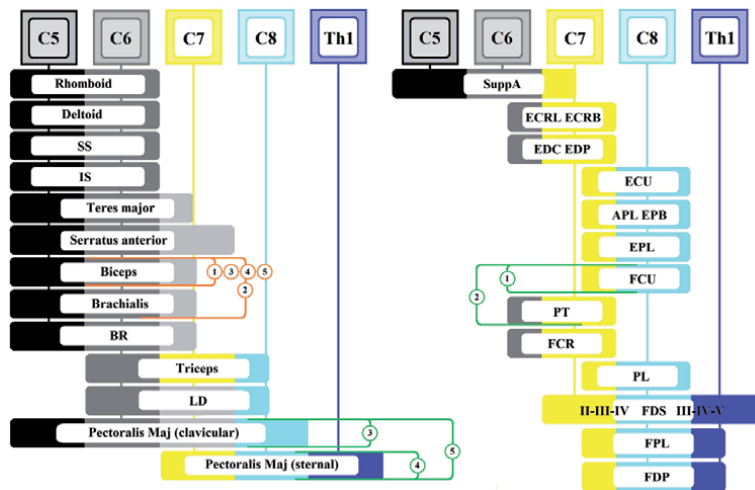 C5 C6 C7 C8 Th1
Rhomboid
Deltoid
SS
IS
Teres major
Serratus anterior
Biceps
1 3 4 5
2
Brachialis
BR
Triceps
LD
Pectoralis Maj (clavicular)
3
5
Pectoralis Maj (sternal)
4
C5 C6 C7 C8 Th1
SuppA
ECRL ECRB
EDC EDP
ECU
APL EPB
EPL
FCU
1
2
PT
FCR
PL
II-III-IV FDS III-IV-V
FPL
FDP